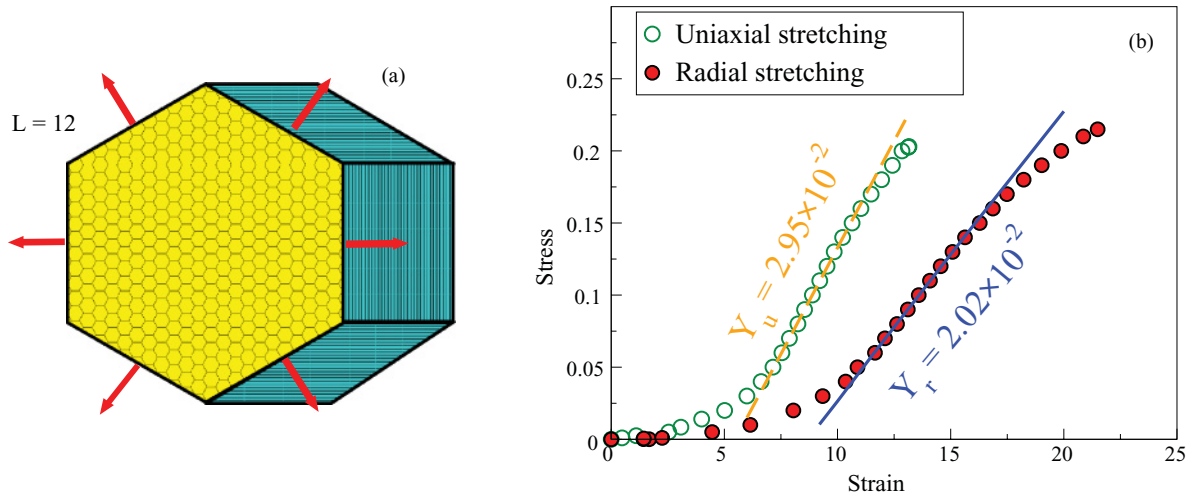 (a)
L = 12
Uniaxial stretching
Radial stretching
(b)
Stress
0.25
0.2
0.15
0.1
0.05
0
Y_u = 2.95×10^-2
Y_r = 2.02×10^-2
0 5 10 15 20 25
Strain